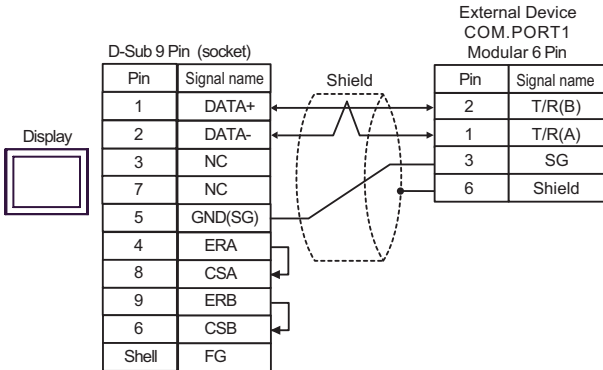 External Device
COM.PORT1
Modular 6 Pin
D-Sub 9 Pin (socket)
Pin Signal name
Shield
Pin Signal name
1 DATA+
2 T/R(B)
Display
2 DATA-
1 T/R(A)
3 NC
3 SG
7 NC
6 Shield
5 GND(SG)
4 ERA
8 CSA
9 ERB
6 CSB
Shell FG